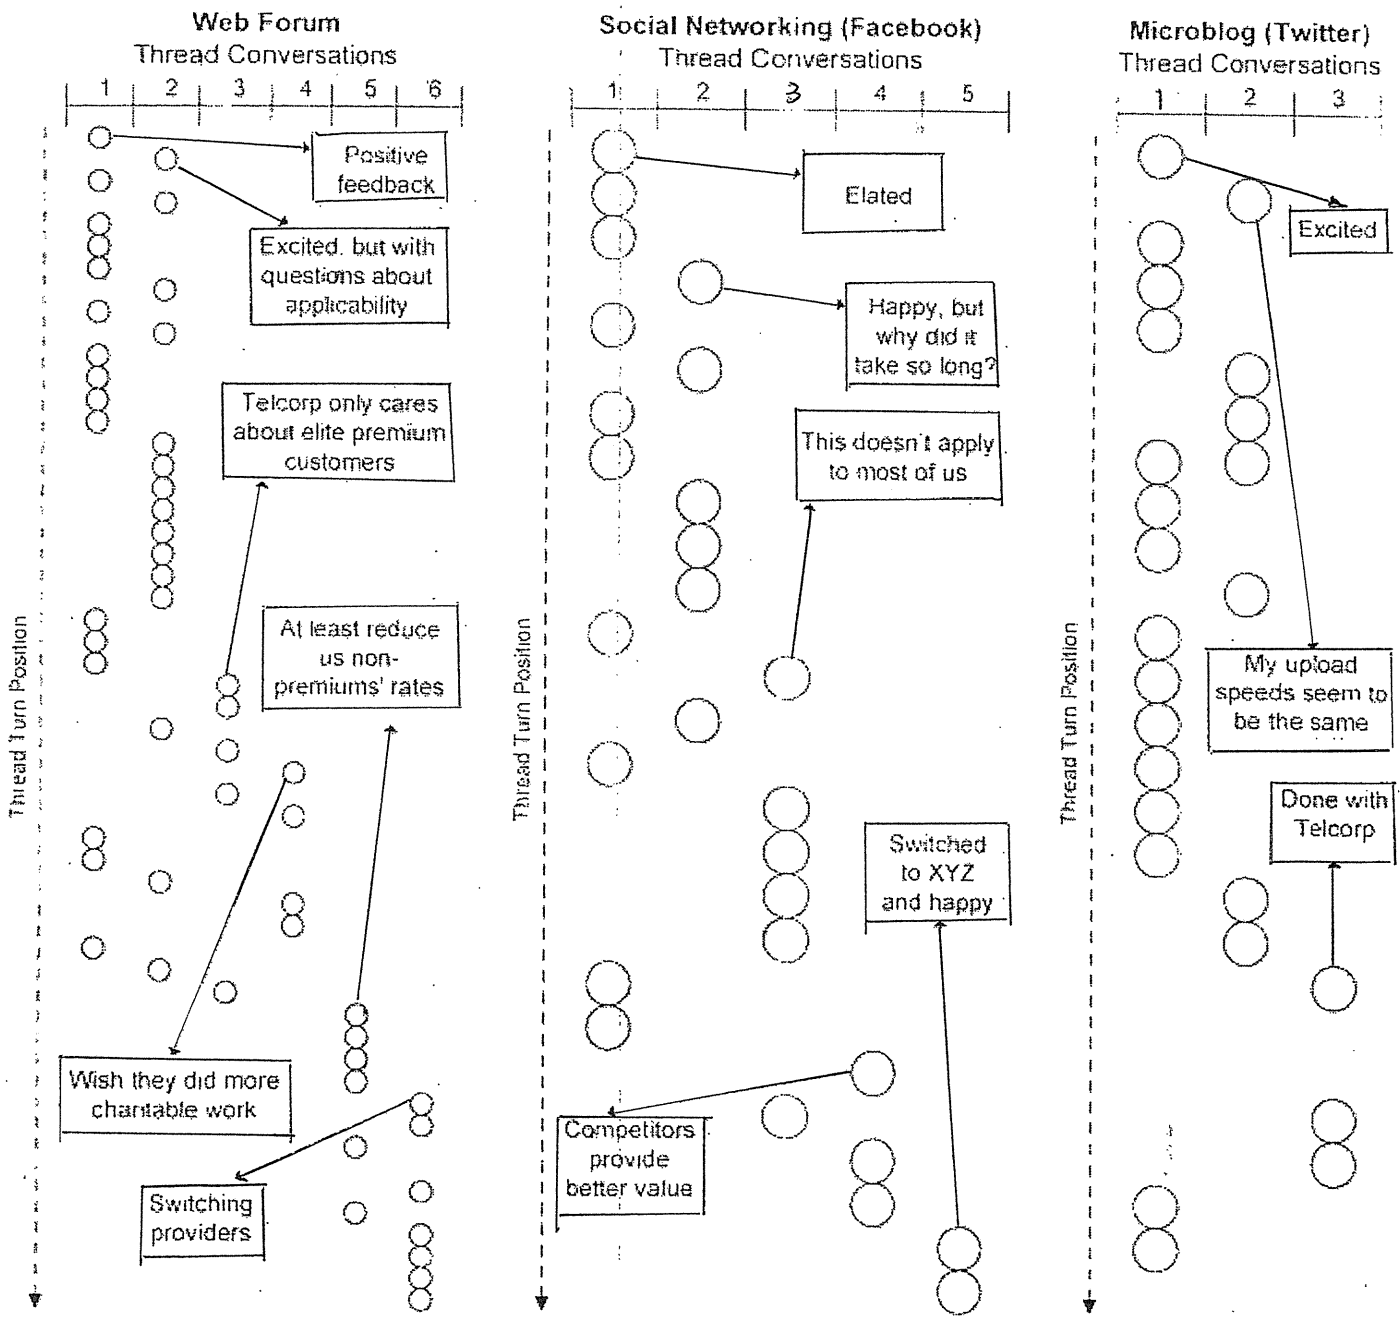 Web Forum
Thread Conversations
1 2 3 4 5 6
Positive
feedback
Excited, but with
questions about
applicability
Telcorp only cares
about elite premium
customers
At least reduce
us non-
premiums' rates
Wish they did more
charitable work
Switching
providers
Thread Turn Position
Social Networking (Facebook)
Thread Conversations
1 2 3 4 5
Elated
Happy, but
why did it
take so long?
This doesn't apply
to most of us
Switched
to XYZ
and happy
Competitors
provide
better value
Thread Turn Position
Microblog (Twitter)
Thread Conversations
1 2 3
Excited
My upload
speeds seem to
be the same
Done with
Telcorp
Thread Turn Position